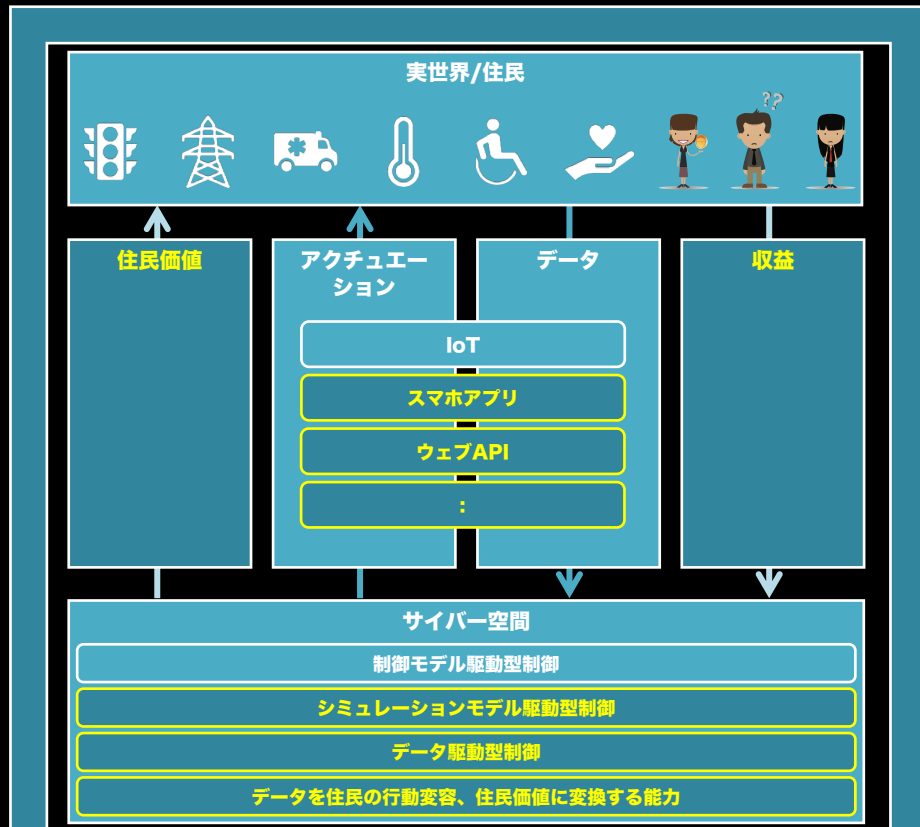 実世界/住民
??
住民価値
アクチュエー
ション
データ
収益
IoT
スマホアプリ
ウェブAPI
:
サイバー空間
制御モデル駆動型制御
シミュレーションモデル駆動型制御
データ駆動型制御
データを住民の行動変容、住民価値に変換する能力